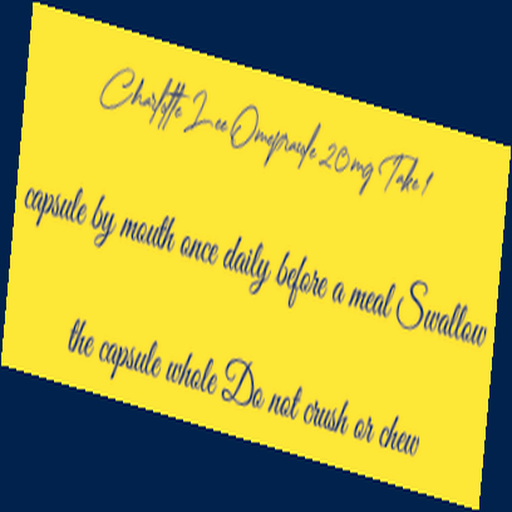 Charlotte Lee Omeprazole 20mg Take 1
capsule by mouth once daily before a meal Swallow
the capsule whole Do not crush or chew